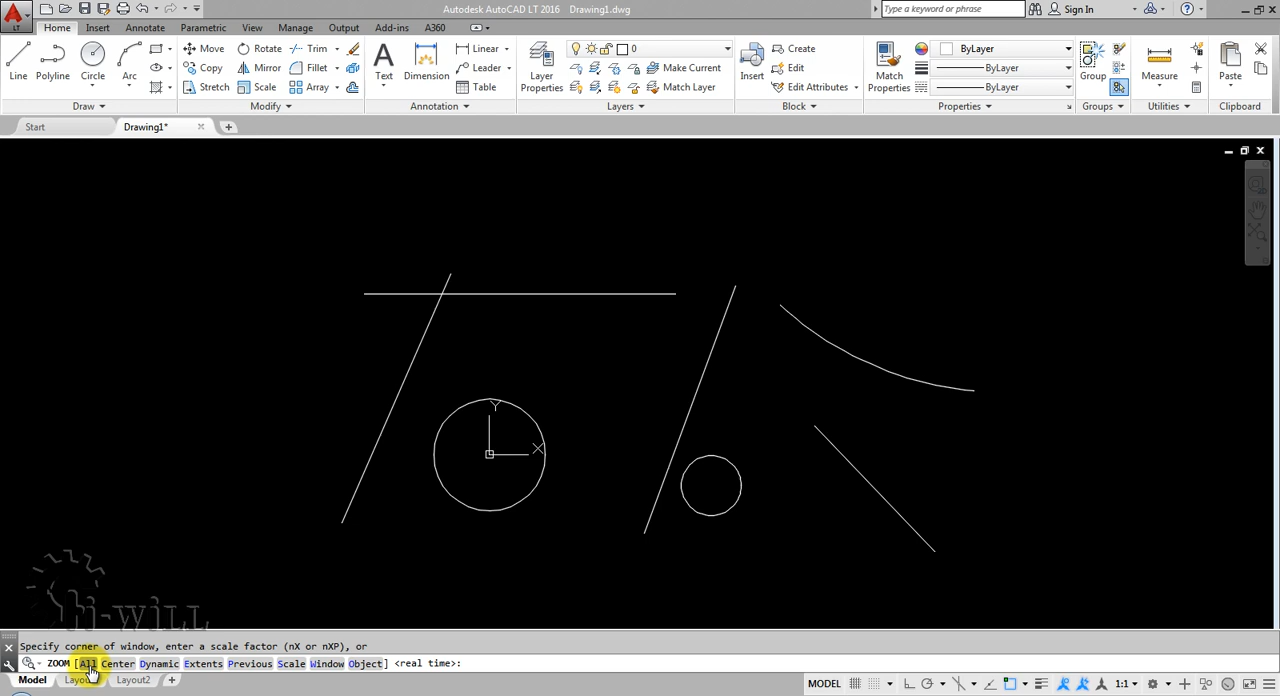 Autodesk AutoCAD LT 2016 Drawing1.dwg
Type a keyword or phrase
Sign In
LT
Home Insert Annotate Parametric View Manage Output Add-ins A360
Line Polyline Circle Arc
Move Rotate Trim
Copy Mirror Fillet
Stretch Scale Array
Text Dimension
Linear
Leader
Table
Layer Properties
0
Make Current
Match Layer
Insert
Create
Edit
Edit Attributes
Match Properties
ByLayer
ByLayer
ByLayer
Group
Measure
Paste
Draw Modify Annotation Layers Block Properties Groups Utilities Clipboard
Start Drawing1*
Y
X
hi-WILL
Specify corner of window, enter a scale factor (nX or nXP), or
ZOOM [All Center Dynamic Extents Previous Scale Window Object] <real time>:
Model Layout2
MODEL 1:1